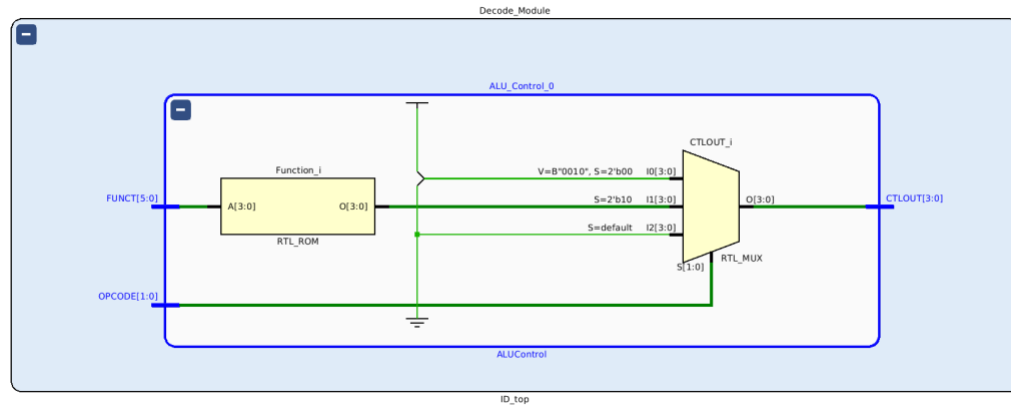 Decode_Module
ALU_Control_0
CTLOUT_i
Function_i
V=B"0010", S=2'b00 I0[3:0]
FUNCT[5:0]
A[3:0] O[3:0]
S=2'b10 I1[3:0]
O[3:0]
CTLOUT[3:0]
S=default I2[3:0]
RTL_ROM
RTL_MUX
S[1:0]
OPCODE[1:0]
ALUControl
ID_top